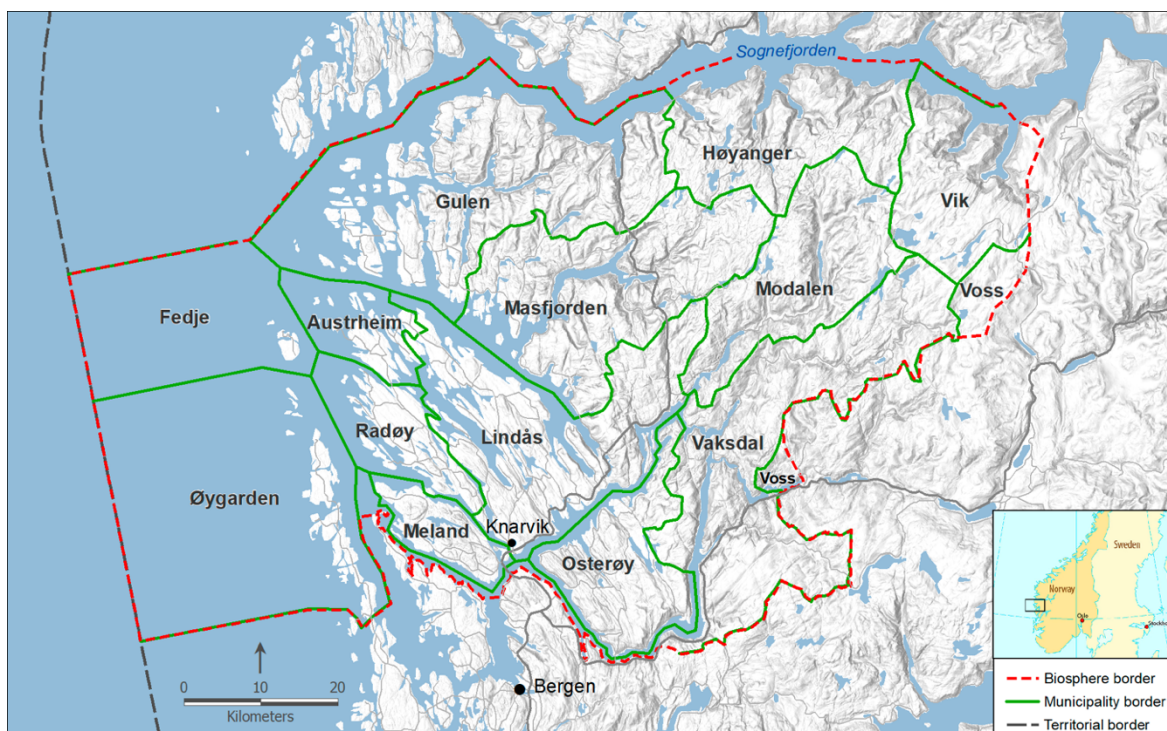 Sognefjorden
Høyanger
Gulen
Vik
Modalen
Voss
Masfjorden
Fedje
Austrheim
Radøy
Lindås
Vaksdal
Voss
Øygarden
Meland
Knarvik
Osterøy
Bergen
0 10 20
Kilometers
Sweden
Norway
Oslo
Biosphere border
Municipality border
Territorial border